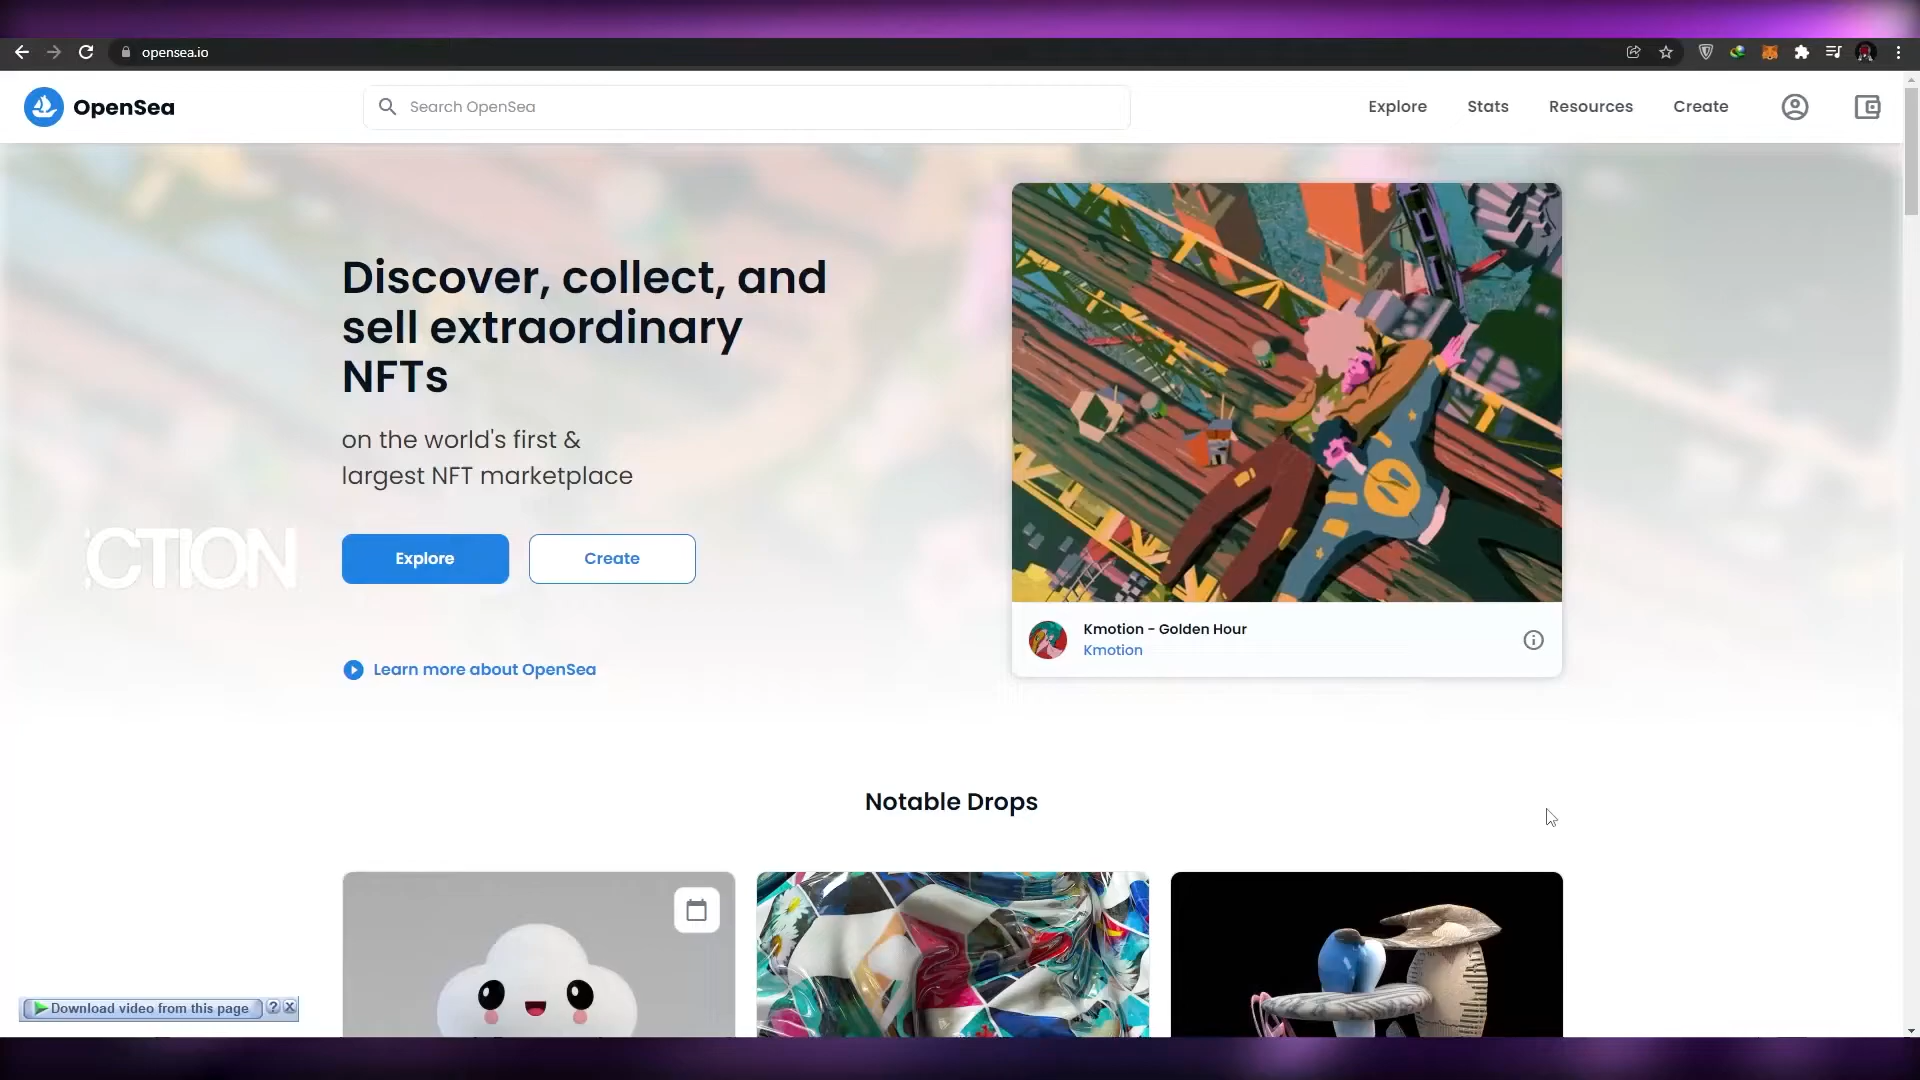 opensea.io
OpenSea
Search OpenSea
Explore
Stats
Resources
Create
Discover, collect, and
sell extraordinary
NFTs
on the world's first &
largest NFT marketplace
CTION
Explore
Create
Learn more about OpenSea
Kmotion - Golden Hour
Kmotion
Notable Drops
Download video from this page
?